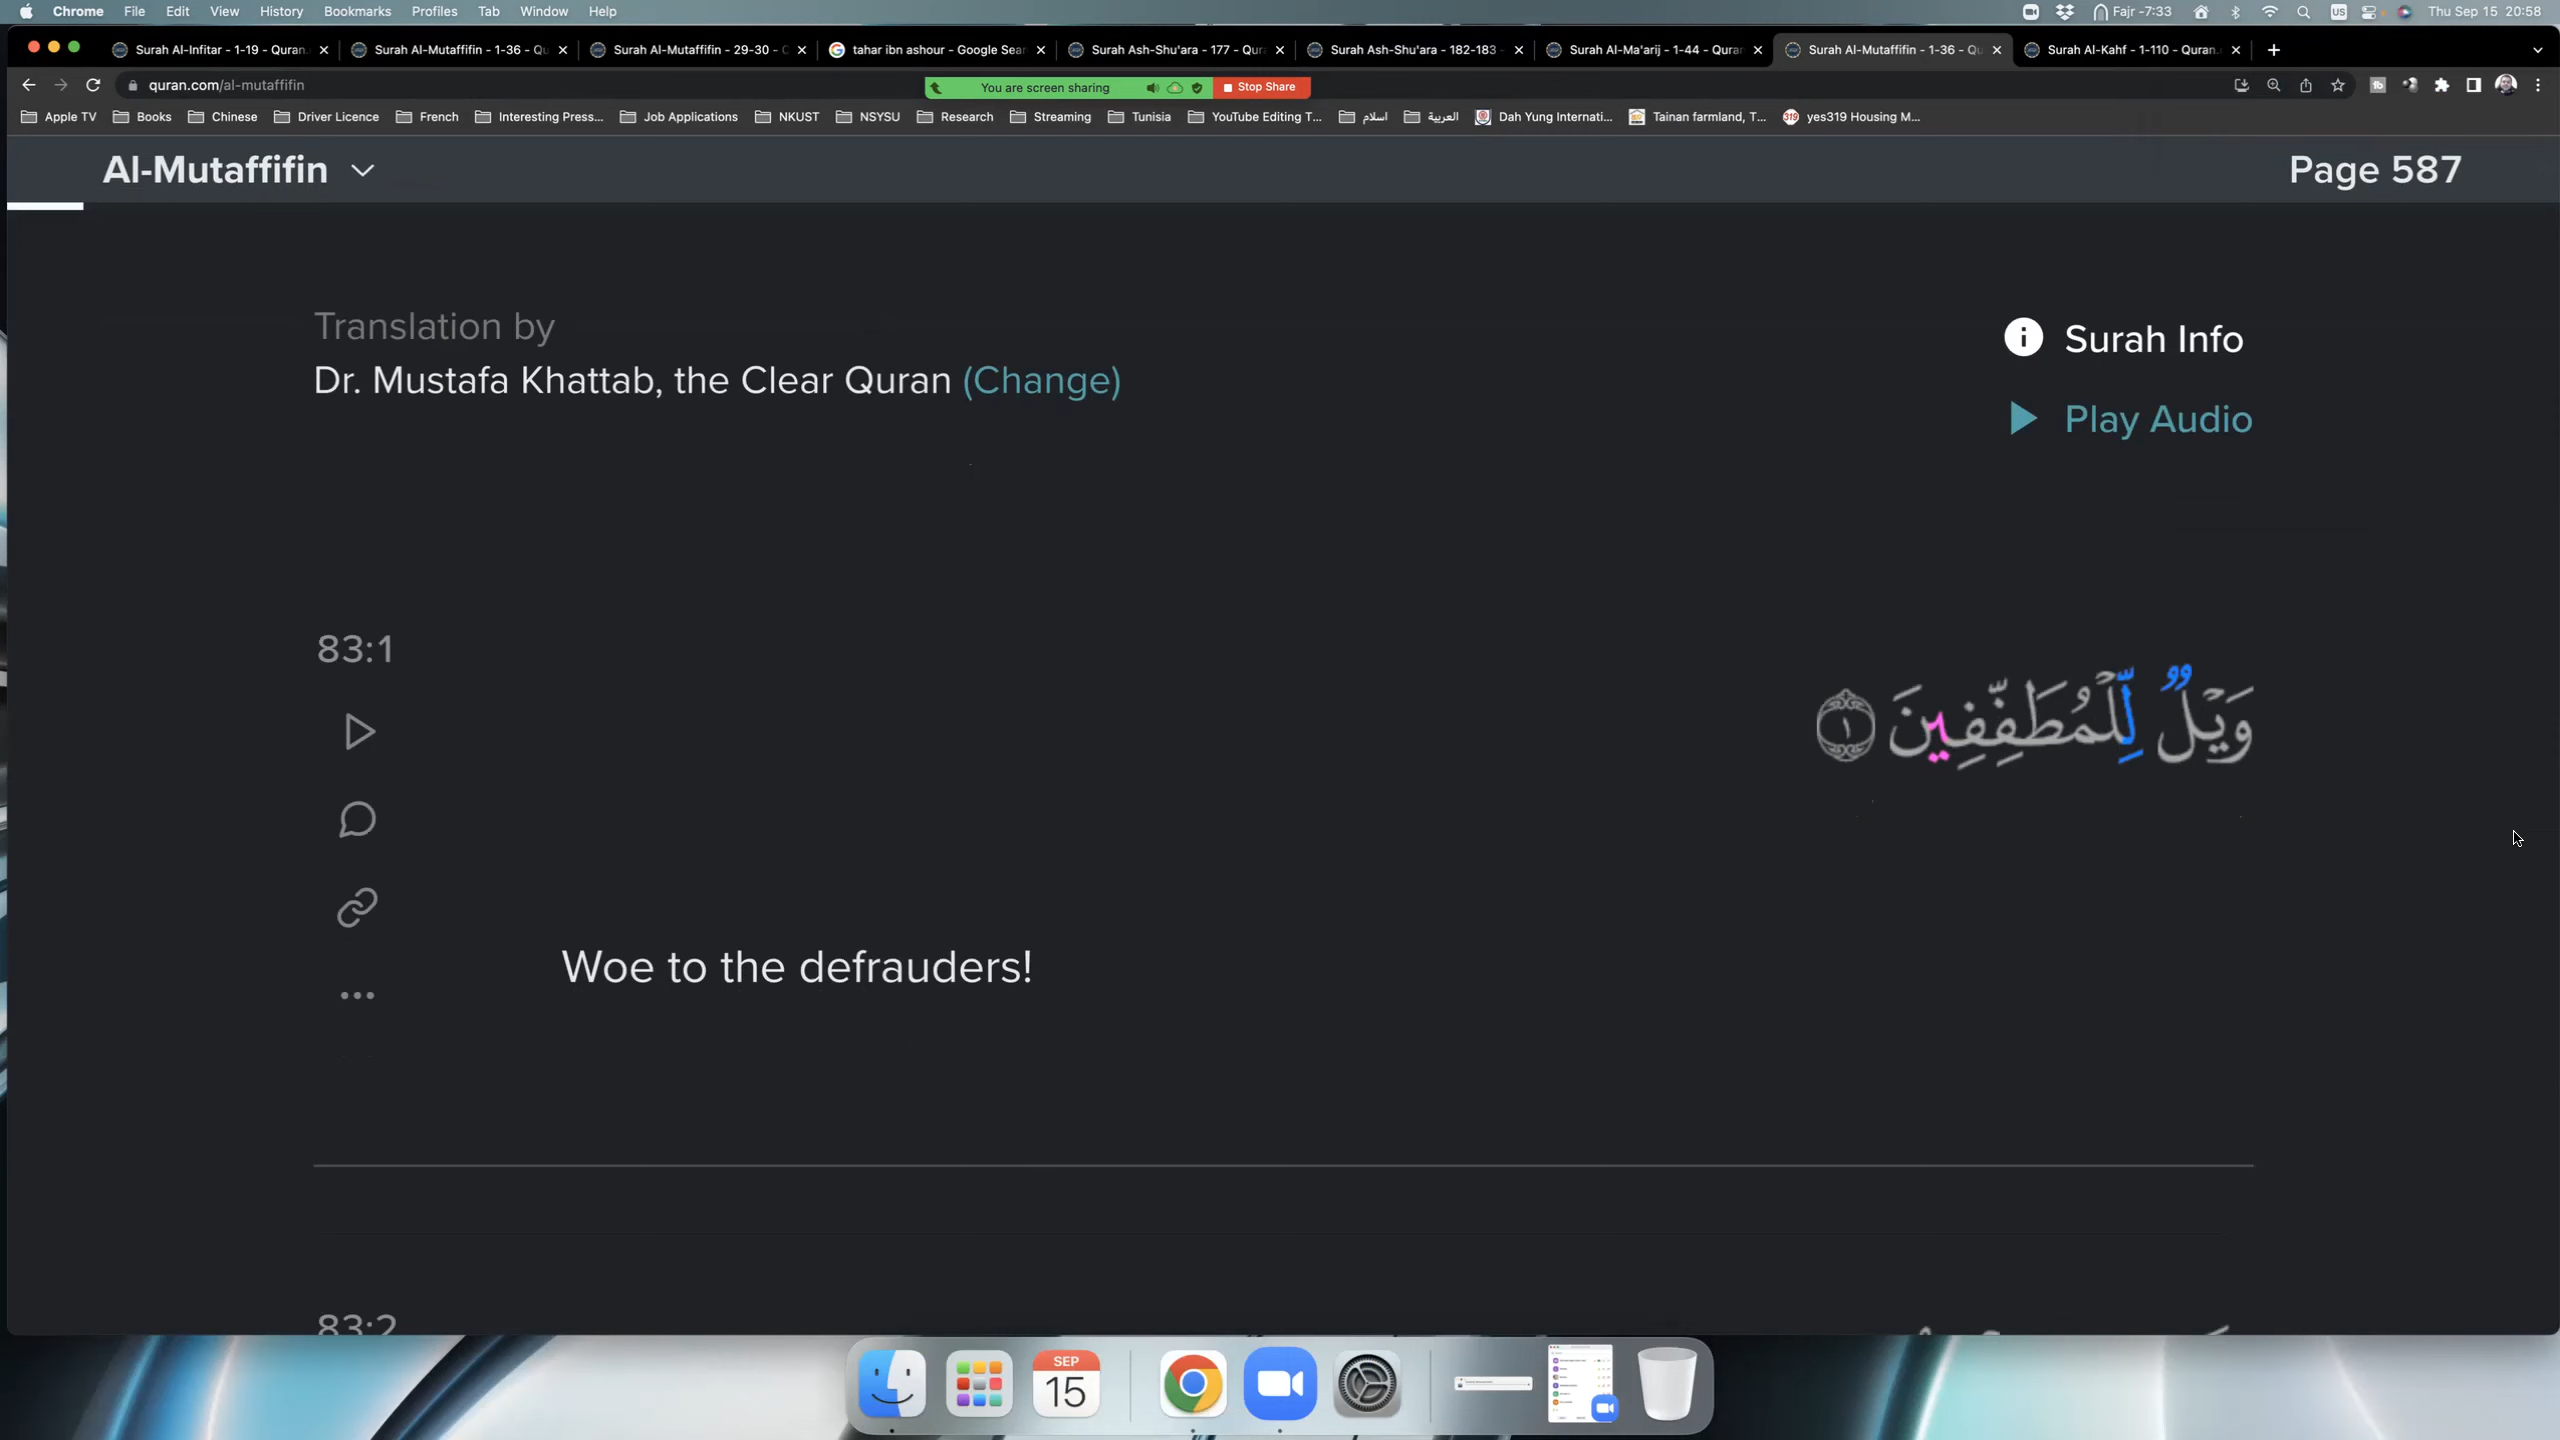 Chrome File Edit View History Bookmarks Profiles Tab Window Help Fajr -7:33 US Thu Sep 15 20:58
Surah Al-Infitar - 1-19 - Quran. Surah Al-Mutaffifin - 1-36 - Qu Surah Al-Mutaffifin - 29-30 - tahar ibn ashour - Google Sear Surah Ash-Shu'ara - 177 - Qur Surah Ash-Shu'ara - 182-183 - Surah Al-Ma'arij - 1-44 - Quran Surah Al-Mutaffifin - 1-36 - Qu Surah Al-Kahf - 1-110 - Quran.
quran.com/al-mutaffifin You are screen sharing Stop Share
Apple TV Books Chinese Driver Licence French Interesting Press... Job Applications NKUST NSYSU Research Streaming Tunisia YouTube Editing T... اسلام العربية Dah Yung Internati... Tainan farmland, T... 319 yes319 Housing M...
Al-Mutaffifin Page 587
Translation by
Dr. Mustafa Khattab, the Clear Quran (Change)
Surah Info
Play Audio
83:1
وَيْلٌ لِّلْمُطَفِّفِينَ ١
Woe to the defrauders!
83:2
SEP
15